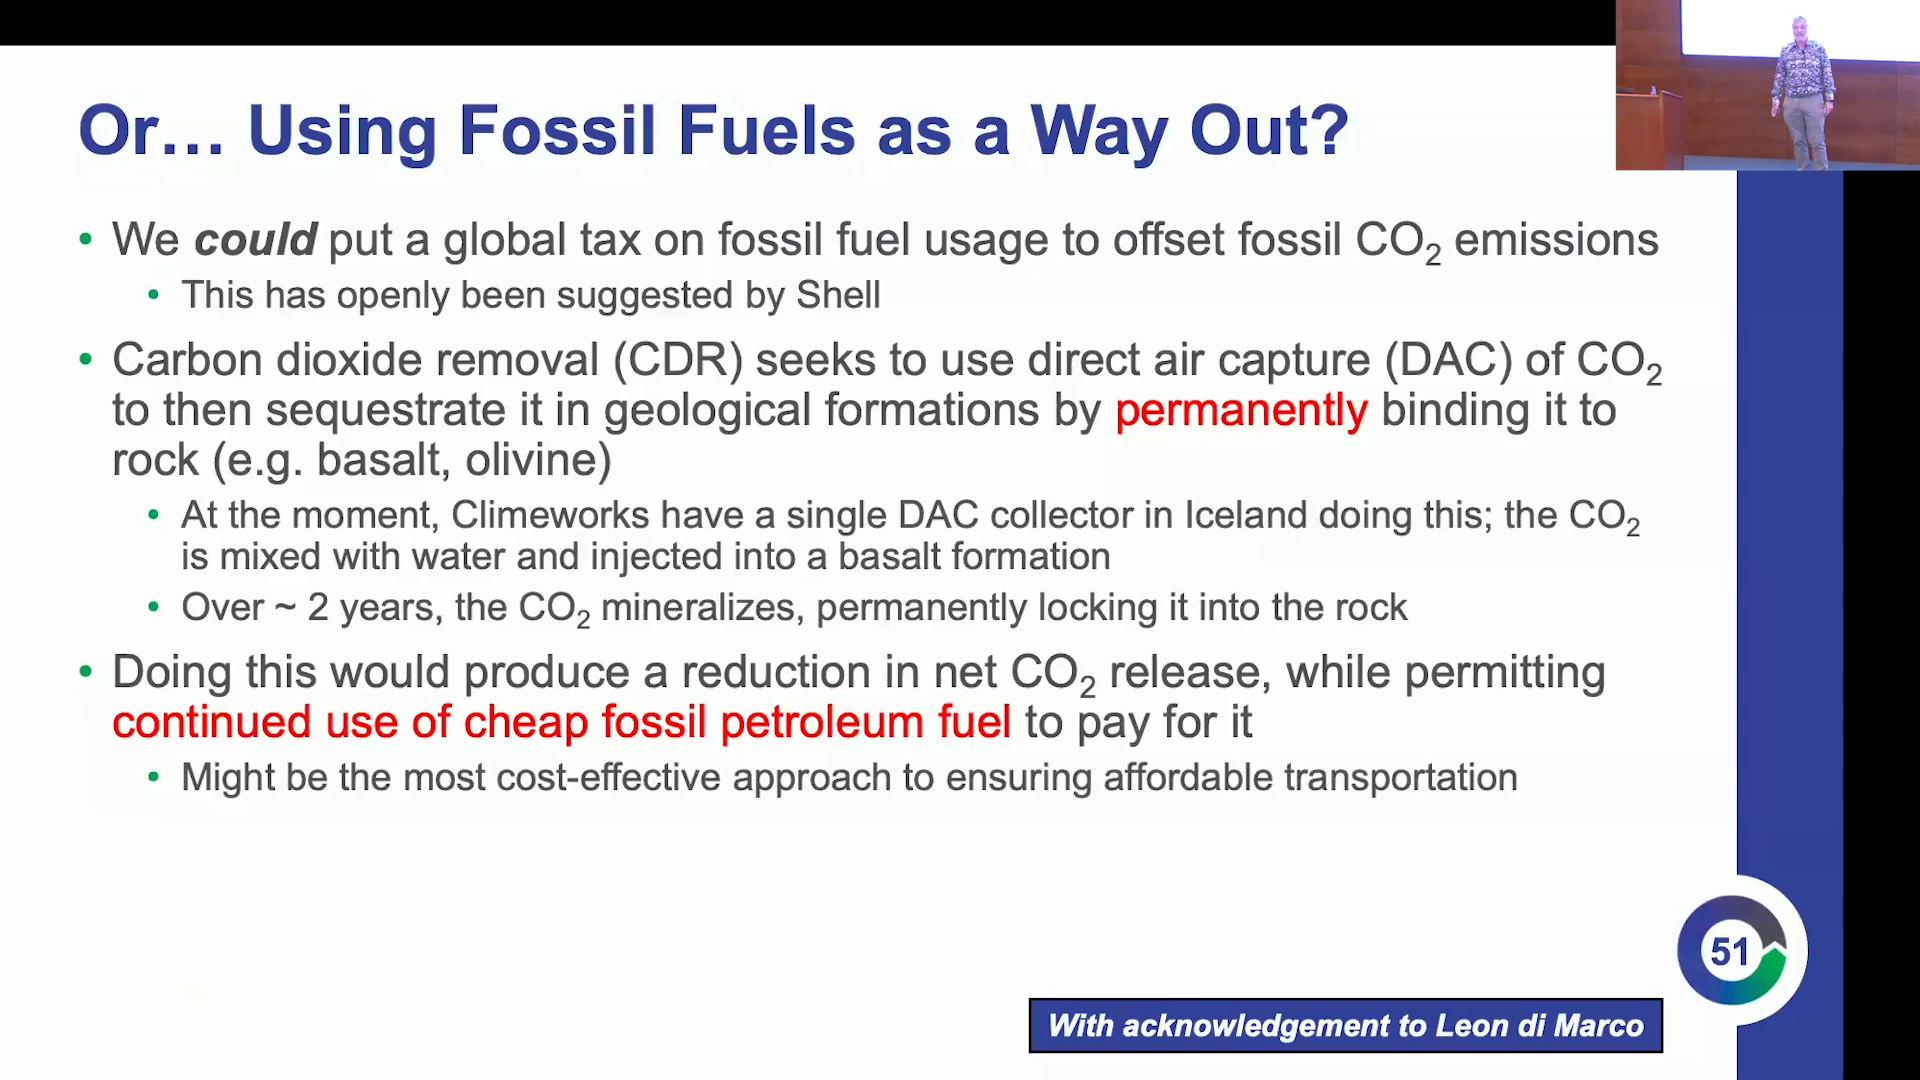 Or… Using Fossil Fuels as a Way Out?
• We could put a global tax on fossil fuel usage to offset fossil CO₂ emissions
• This has openly been suggested by Shell
• Carbon dioxide removal (CDR) seeks to use direct air capture (DAC) of CO₂
to then sequestrate it in geological formations by permanently binding it to
rock (e.g. basalt, olivine)
• At the moment, Climeworks have a single DAC collector in Iceland doing this; the CO₂
is mixed with water and injected into a basalt formation
• Over ~ 2 years, the CO₂ mineralizes, permanently locking it into the rock
• Doing this would produce a reduction in net CO₂ release, while permitting
continued use of cheap fossil petroleum fuel to pay for it
• Might be the most cost-effective approach to ensuring affordable transportation
51
With acknowledgement to Leon di Marco